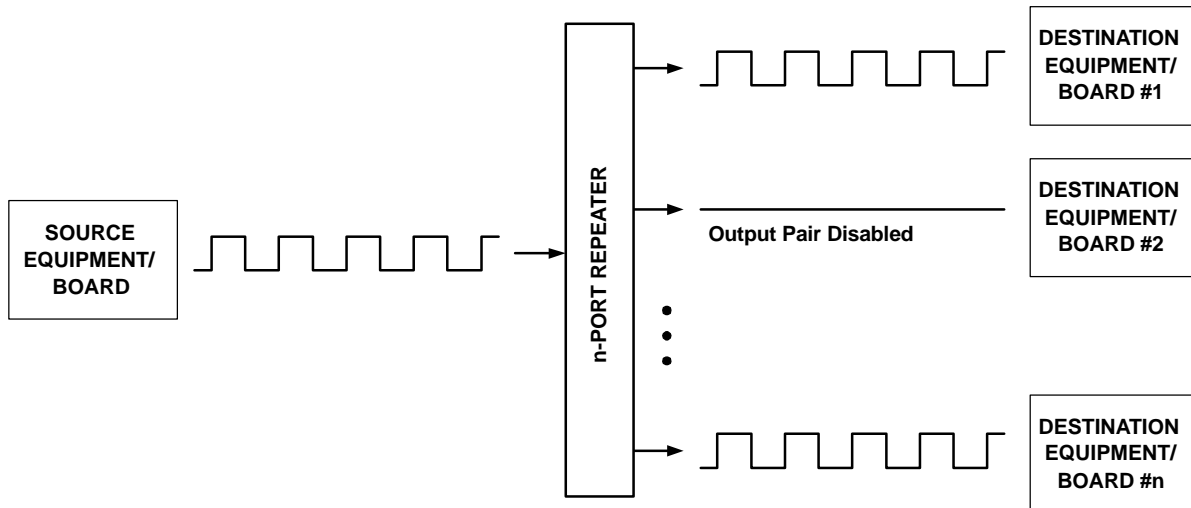 SOURCE
EQUIPMENT/
BOARD
n-PORT REPEATER
DESTINATION
EQUIPMENT/
BOARD #1
Output Pair Disabled
DESTINATION
EQUIPMENT/
BOARD #2
DESTINATION
EQUIPMENT/
BOARD #n